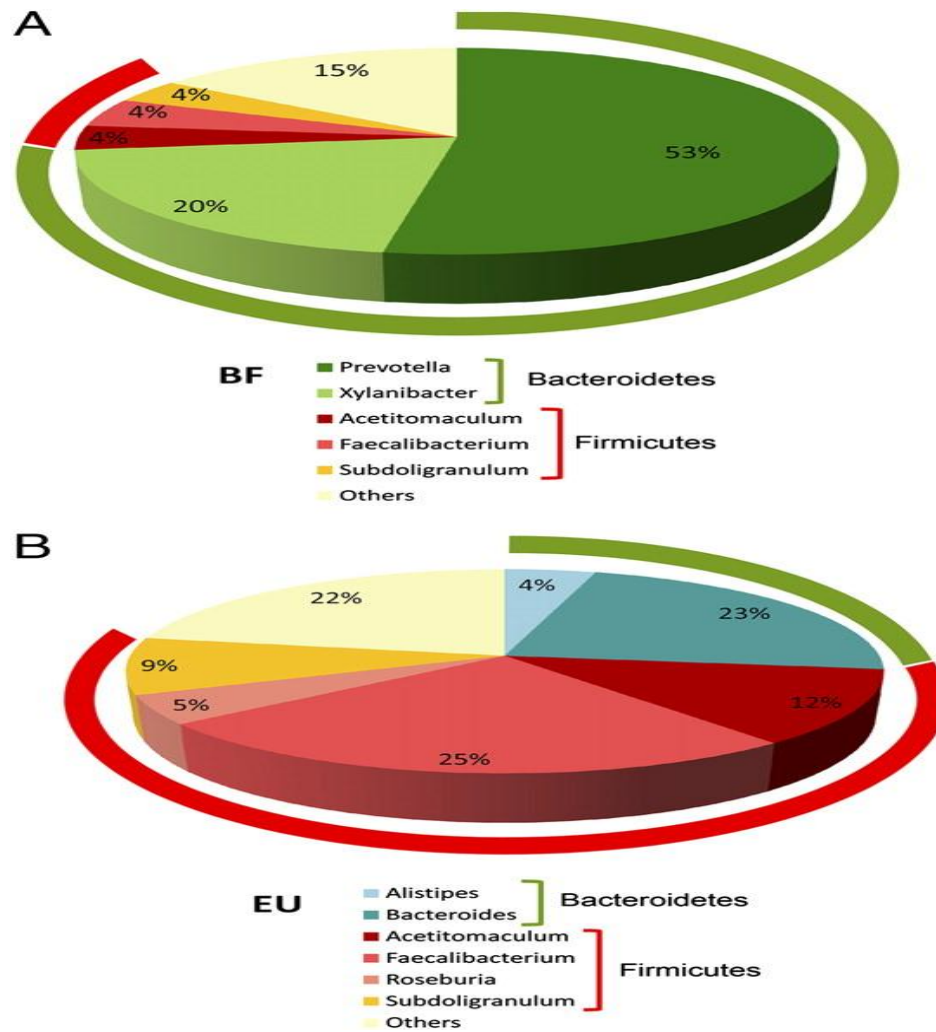 A
15%
4%
4%
4%
53%
20%
BF
Prevotella
Xylanibacter
Bacteroidetes
Acetitomaculum
Faecalibacterium
Subdoligranulum
Firmicutes
Others
B
4%
22%
23%
9%
5%
12%
25%
EU
Alistipes
Bacteroides
Bacteroidetes
Acetitomaculum
Faecalibacterium
Roseburia
Subdoligranulum
Firmicutes
Others